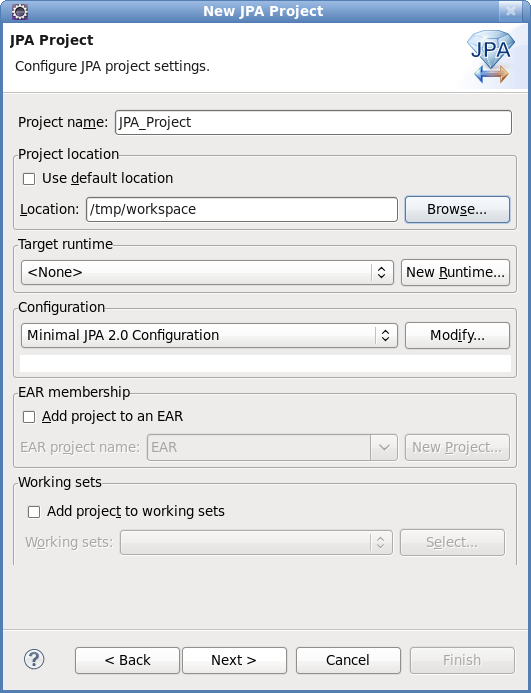 New JPA Project
JPA Project
Configure JPA project settings.
JPA
Project name: JPA_Project
Project location
Use default location
Location: /tmp/workspace Browse...
Target runtime
<None> New Runtime...
Configuration
Minimal JPA 2.0 Configuration Modify...
EAR membership
Add project to an EAR
EAR project name: EAR New Project...
Working sets
Add project to working sets
Working sets: Select...
? < Back Next > Cancel Finish